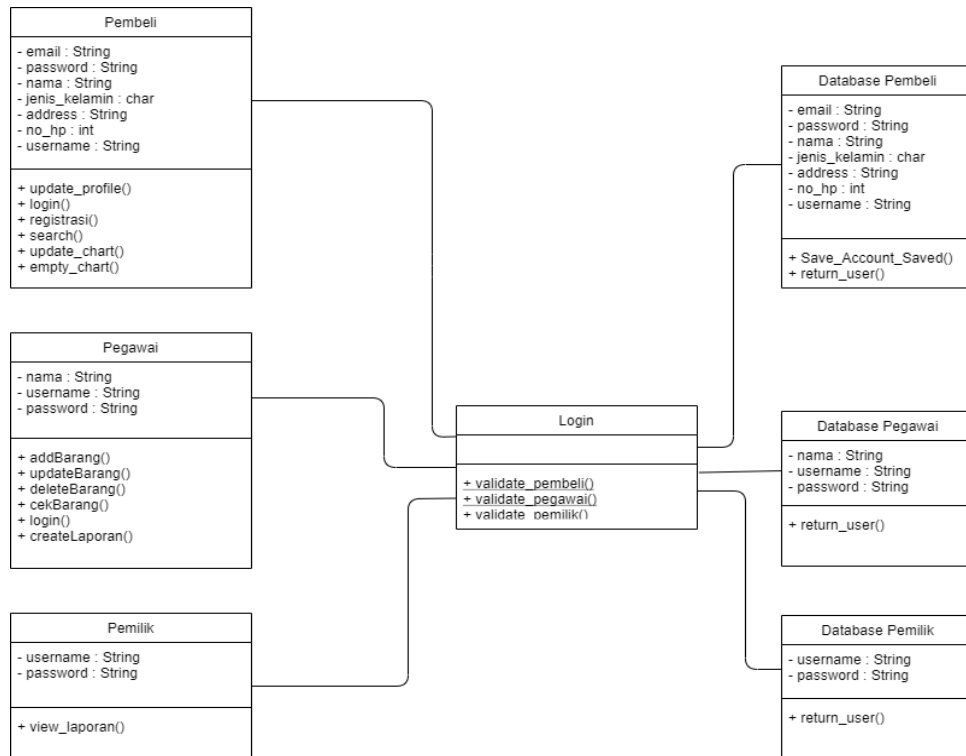 Pembeli
- email : String
- password : String
- nama : String
- jenis_kelamin : char
- address : String
- no_hp : int
- username : String
+ update_profile()
+ login()
+ registrasi()
+ search()
+ update_chart()
+ empty_chart()
Pegawai
- nama : String
- username : String
- password : String
+ addBarang()
+ updateBarang()
+ deleteBarang()
+ cekBarang()
+ login()
+ createLaporan()
Pemilik
- username : String
- password : String
+ view_laporan()
Login
+ validate_pembeli()
+ validate_pegawai()
+ validate_pemilik()
Database Pembeli
- email : String
- password : String
- nama : String
- jenis_kelamin : char
- address : String
- no_hp : int
- username : String
+ Save_Account_Saved()
+ return_user()
Database Pegawai
- nama : String
- username : String
- password : String
+ return_user()
Database Pemilik
- username : String
- password : String
+ return_user()